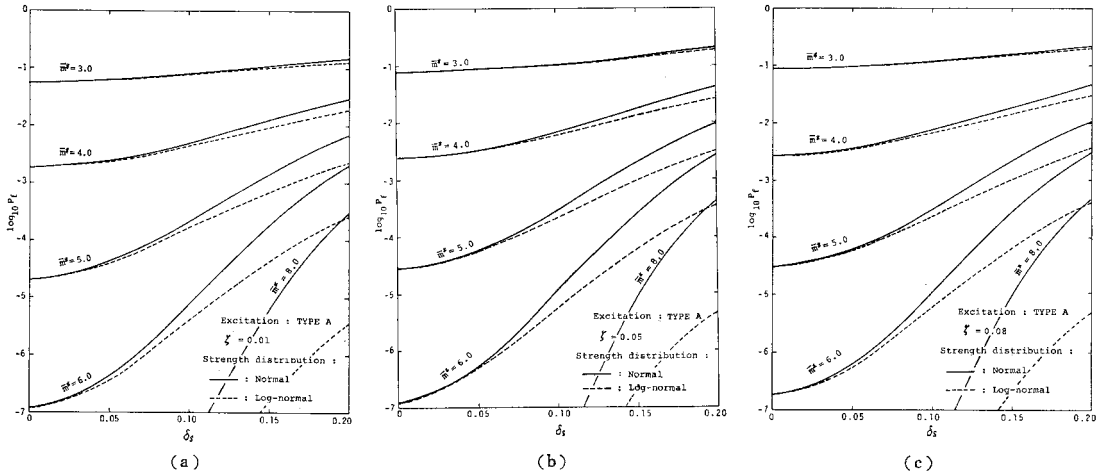 0
-1
-2
-3
-4
-5
-6
-7
log₁₀ P_f
m̅* = 3.0
m̅* = 4.0
m̅* = 5.0
m̅* = 6.0
m̅* = 8.0
Excitation : TYPE A
ζ = 0.01
Strength distribution :
— : Normal
---- : Log-normal
0 0.05 0.10 0.15 0.20
δs
(a)
0
-1
-2
-3
-4
-5
-6
-7
log₁₀ P_f
m̅* = 3.0
m̅* = 4.0
m̅* = 5.0
m̅* = 6.0
m̅* = 8.0
Excitation : TYPE A
ζ = 0.05
Strength distribution :
— : Normal
---- : Log-normal
0 0.05 0.10 0.15 0.20
δs
(b)
0
-1
-2
-3
-4
-5
-6
-7
log₁₀ P_f
m̅* = 3.0
m̅* = 4.0
m̅* = 5.0
m̅* = 6.0
m̅* = 8.0
Excitation : TYPE A
ζ = 0.08
Strength distribution :
— : Normal
---- : Log-normal
0 0.05 0.10 0.15 0.20
δs
(c)